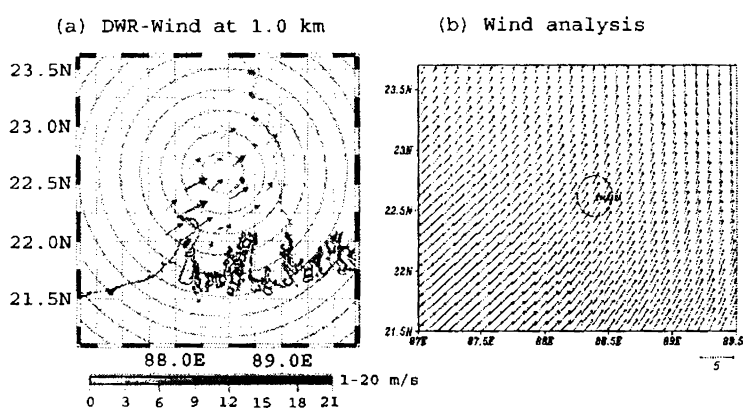 (a) DWR-Wind at 1.0 km
23.5N
23.0N
22.5N
22.0N
21.5N
88.0E 89.0E
1-20 m/s
0 3 6 9 12 15 18 21
(b) Wind analysis
23.5N
23N
22.5N
22N
21.5N
87E 87.5E 88E 88.5E 89E 89.5
5